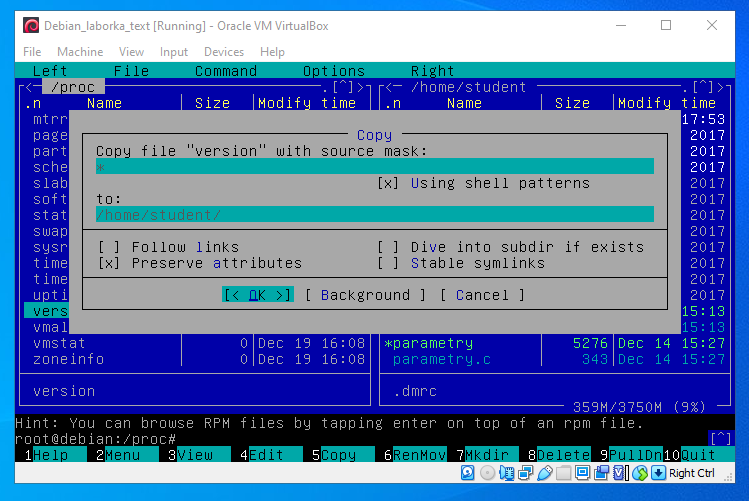 Debian_laborka_text [Running] - Oracle VM VirtualBox
File Machine View Input Devices Help
Left File Command Options Right
<- /proc .[^]> <- /home/student .[^]>
.n Name Size Modify time .n Name Size Modify time
mtrr 17:53
page 2017
part 2017
sche 2017
slab 2017
soft 2017
stat 2017
swap 2017
sysr 2017
time 2017
time 2017
upti 2017
vers 15:13
vmal 15:13
Copy
Copy file "version" with source mask:
*
[x] Using shell patterns
to:
/home/student/
[ ] Follow links [ ] Dive into subdir if exists
[x] Preserve attributes [ ] Stable symlinks
[< OK >] [ Background ] [ Cancel ]
vmstat 0 Dec 19 16:08 *parametry 5276 Dec 14 15:27
zoneinfo 0 Dec 19 16:08 parametry.c 343 Dec 14 15:27
version .dmrc
359M/3750M (9%)
Hint: You can browse RPM files by tapping enter on top of an rpm file.
root@debian:/proc# [^]
1Help 2Menu 3View 4Edit 5Copy 6RenMov 7Mkdir 8Delete 9PullDn 10Quit
Right Ctrl